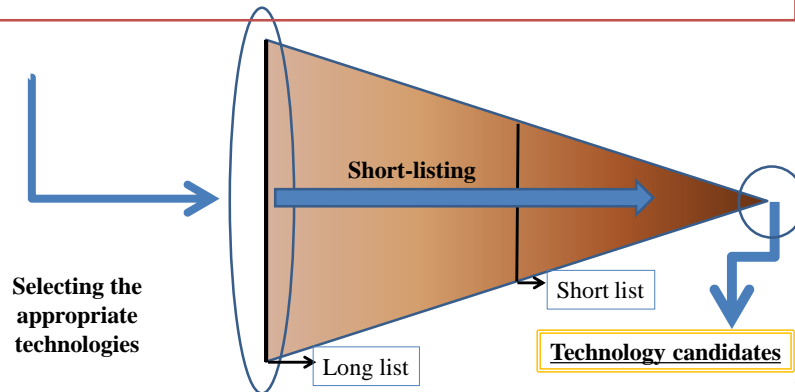 Short-listing
Selecting the
appropriate
technologies
Short list
Long list
Technology candidates